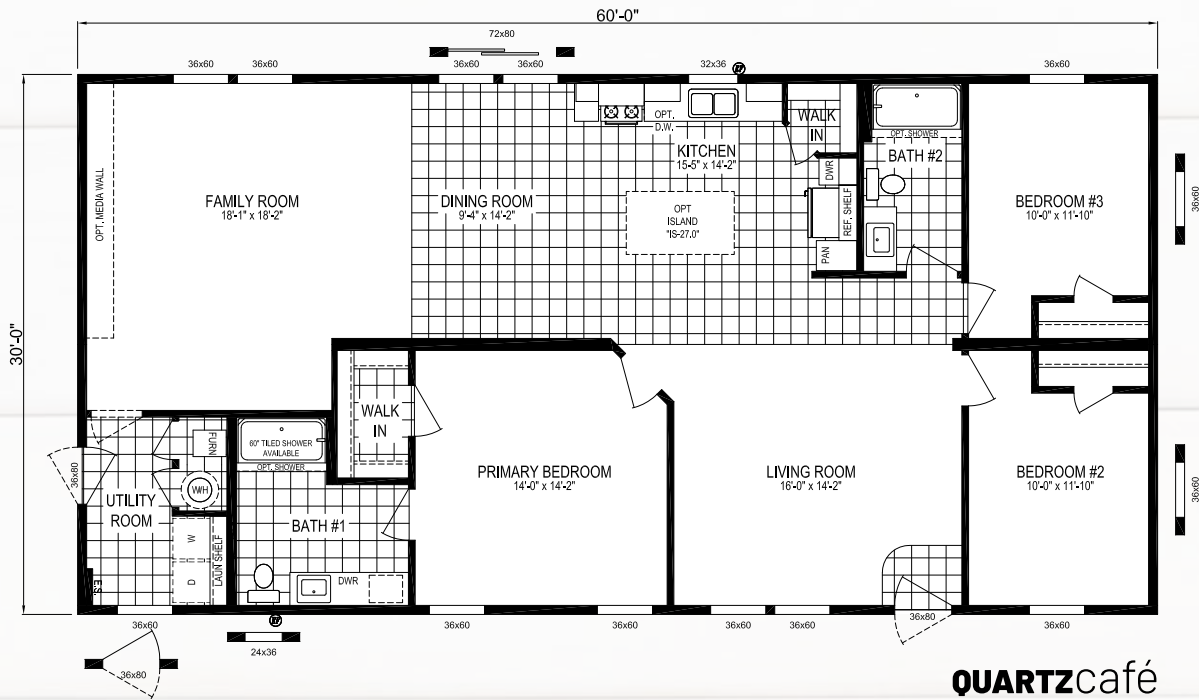 60'-0"
72x80
36x60
36x60
36x60
36x60
32x36
36x60
OPT.
D.W.
WALK
IN
OPT. SHOWER
BATH #2
KITCHEN
15-5" x 14'-2"
DWR
REF. SHELF
PAN
OPT. MEDIA WALL
FAMILY ROOM
18'-1" x 18'-2"
DINING ROOM
9'-4" x 14'-2"
OPT
ISLAND
"IS-27.0"
BEDROOM #3
10'-0" x 11'-10"
36x60
30'-0"
WALK
IN
60" TILED SHOWER
AVAILABLE
OPT. SHOWER
FURN
W/H
36x80
UTILITY
ROOM
W
D
LAUN SHELF
E.S.
BATH #1
DWR
PRIMARY BEDROOM
14'-0" x 14'-2"
LIVING ROOM
16'-0" x 14'-2"
BEDROOM #2
10'-0" x 11'-10"
36x60
36x60
36x60
36x60
36x60
36x60
36x80
36x60
24x36
36x80
QUARTZcafé